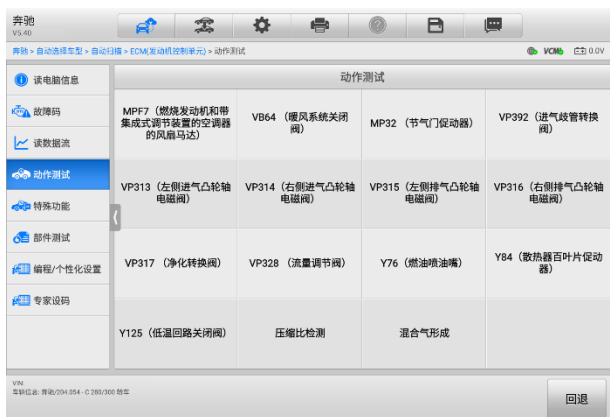 奔驰
V5.40
奔驰 > 自动选择车型 > 自动扫描 > ECM(发动机控制单元) > 动作测试
VCMI
0.0V
读电脑信息
故障码
读数据流
动作测试
特殊功能
部件测试
编程/个性化设置
专家设码
动作测试
MPF7（燃烧发动机和带
集成式调节装置的空调器
的风扇马达）
VB64 （暖风系统关闭
阀）
MP32 （节气门促动器）
VP392（进气歧管转换
阀）
VP313（左侧进气凸轮轴
电磁阀）
VP314（右侧进气凸轮轴
电磁阀）
VP315（左侧排气凸轮轴
电磁阀）
VP316（右侧排气凸轮轴
电磁阀）
VP317 （净化转换阀）
VP328 （流量调节阀）
Y76（燃油喷油嘴）
Y84（散热器百叶片促动
器）
Y125（低温回路关闭阀）
压缩比检测
混合气形成
VIN
车辆信息: 奔驰/204.054 - C 280/300 轿车
回退